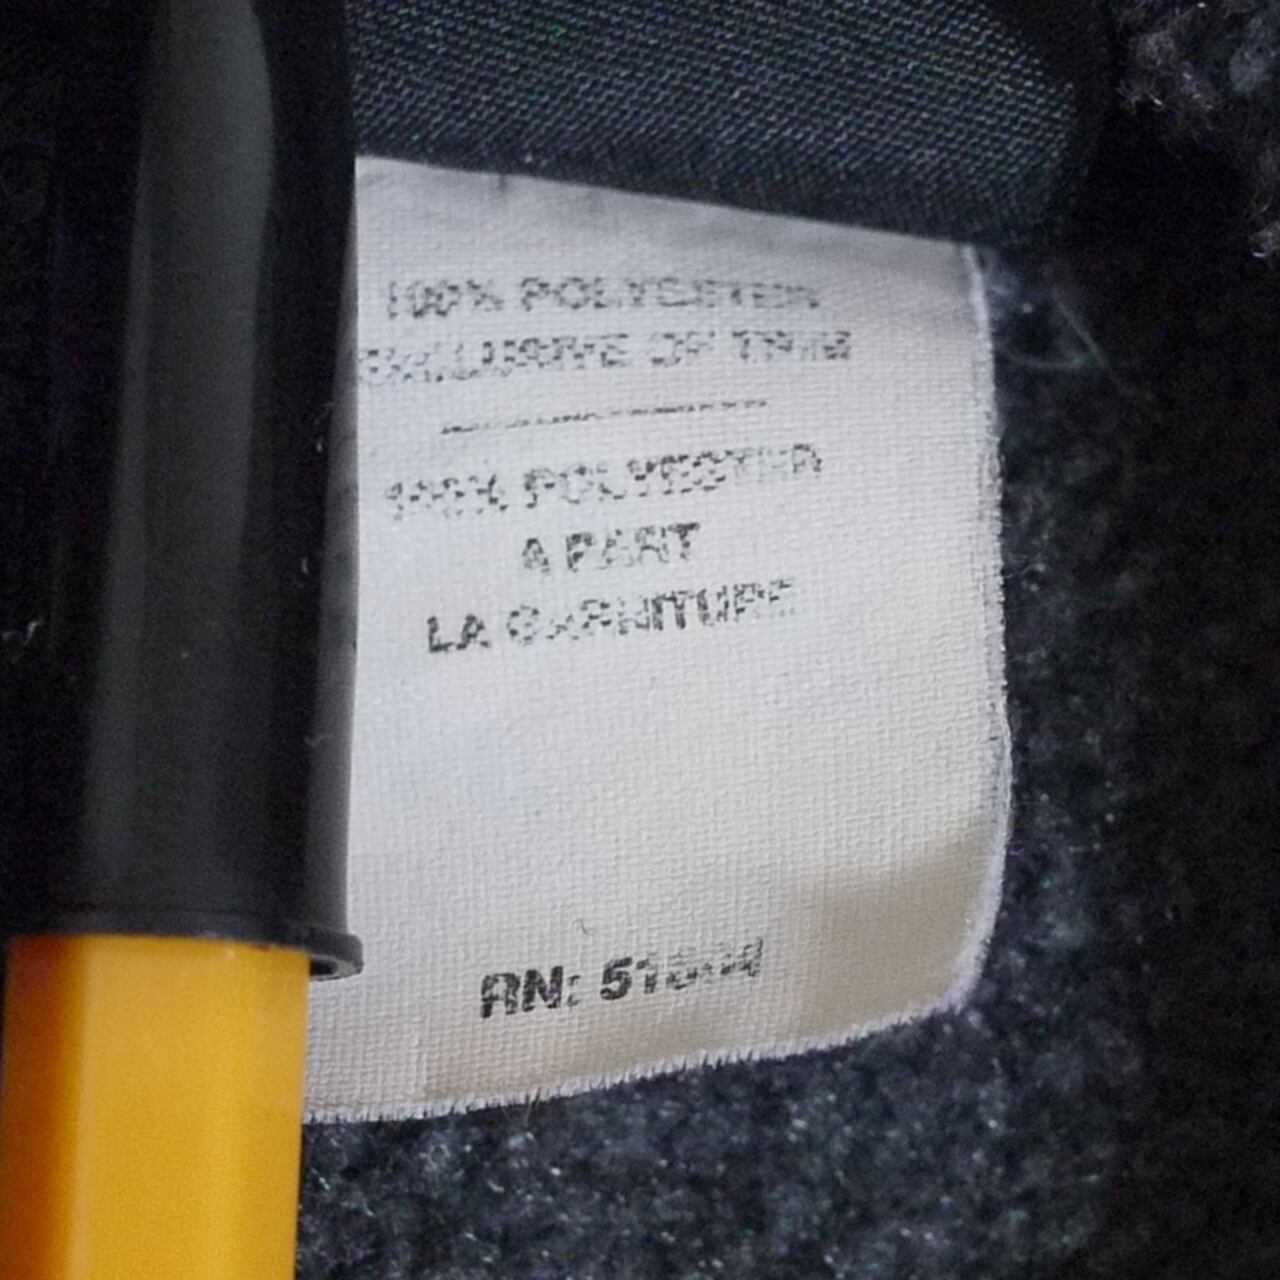 100% POLYESTER
EXCLUSIVE OF TRIM
100% POLYESTER
A PART
LA GARNITURE
RN: